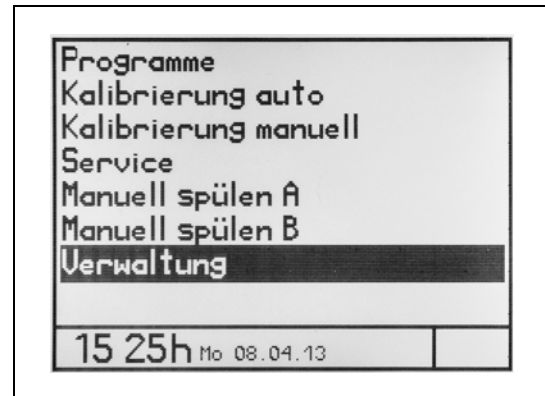 Programme
Kalibrierung auto
Kalibrierung manuell
Service
Manuell spülen A
Manuell spülen B
Verwaltung
15 25h Mo 08.04.13